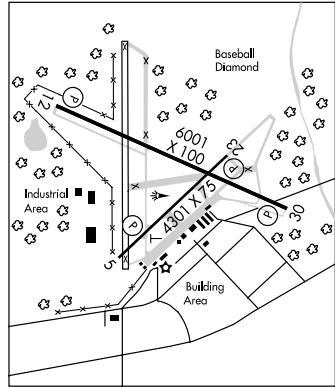 Baseball
Diamond
12
P
6001
X 100
23
P
Industrial
Area
P
4301 X 75
P
30
5
Building
Area